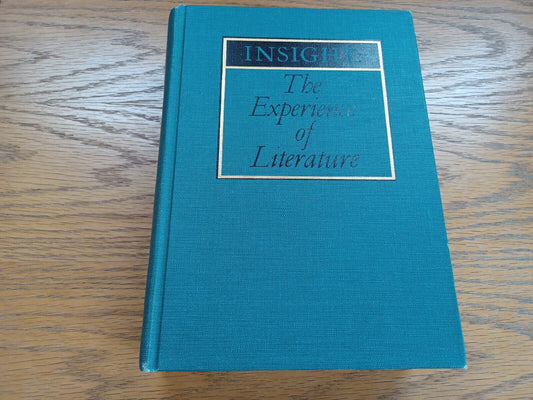 INSIGHT
The
Experience
of
Literature